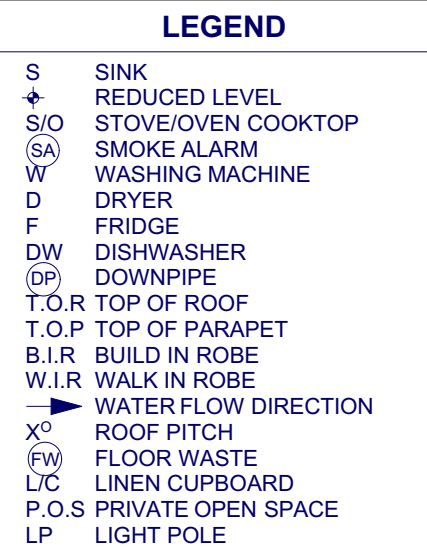 LEGEND
S SINK
REDUCED LEVEL
S/O STOVE/OVEN COOKTOP
SA SMOKE ALARM
W WASHING MACHINE
D DRYER
F FRIDGE
DW DISHWASHER
DP DOWNPIPE
T.O.R TOP OF ROOF
T.O.P TOP OF PARAPET
B.I.R BUILD IN ROBE
W.I.R WALK IN ROBE
WATER FLOW DIRECTION
X⁰ ROOF PITCH
FW FLOOR WASTE
L/C LINEN CUPBOARD
P.O.S PRIVATE OPEN SPACE
LP LIGHT POLE